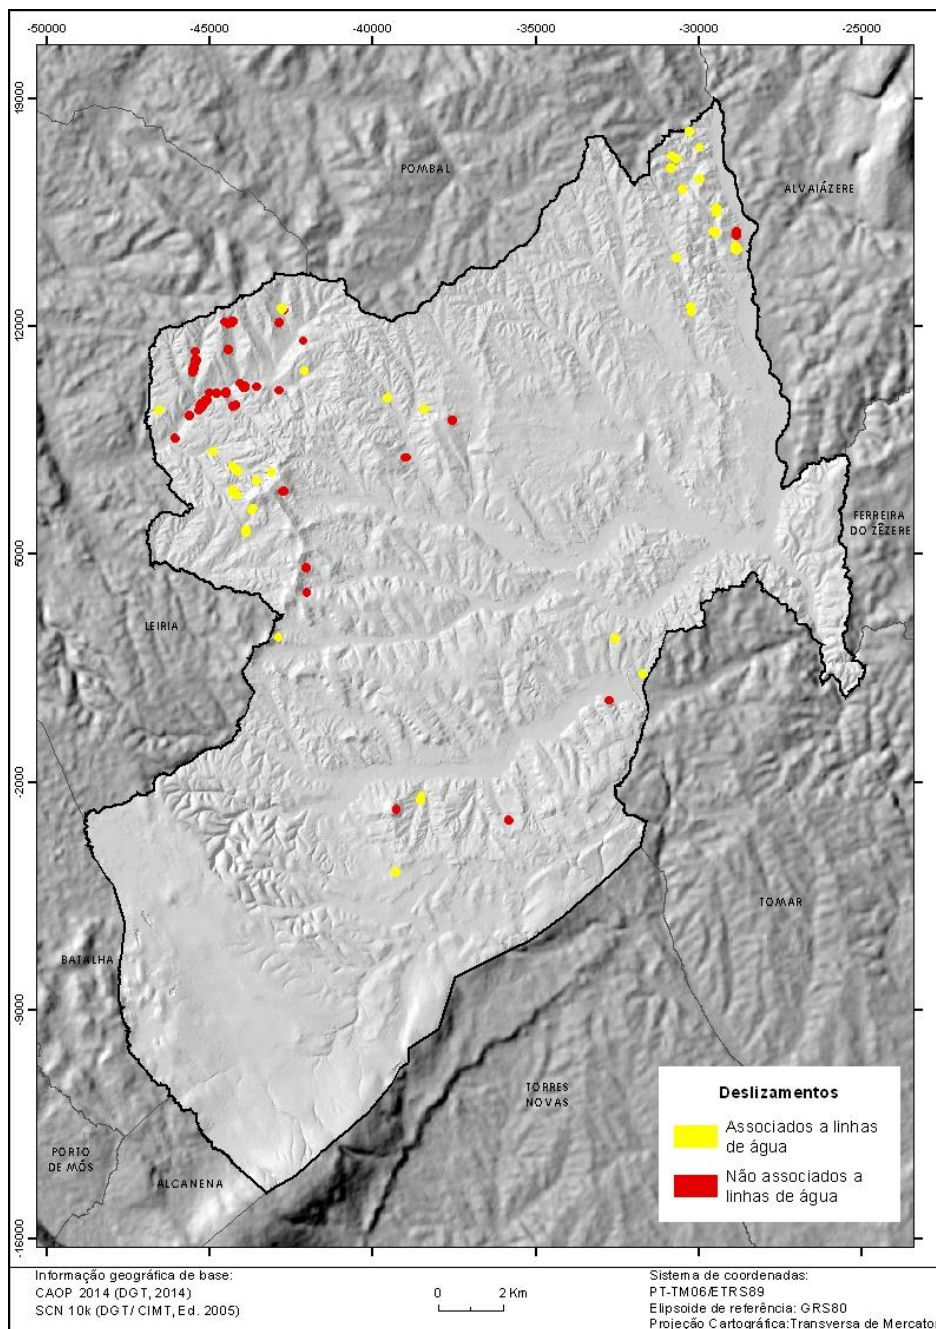 -50000
-45000
-40000
-35000
-30000
-25000
19000
POMBAL
ALVAIÁZERE
12000
FERREIRA
DO ZÊZERE
5000
LEIRIA
-2000
TOMAR
BATALHA
-9000
TORRES
NOVAS
PORTO
DE MÓS
ALCANENA
-16000
Deslizamentos
Associados a linhas
de água
Não associados a
linhas de água
Informação geográfica de base:
CAOP 2014 (DGT, 2014)
SCN 10k (DGT/ CIMT, Ed. 2005)
0 2 Km
Sistema de coordenadas:
PT-TM06/ETRS89
Elipsoide de referência: GRS80
Projeção Cartográfica:Transversa de Mercator